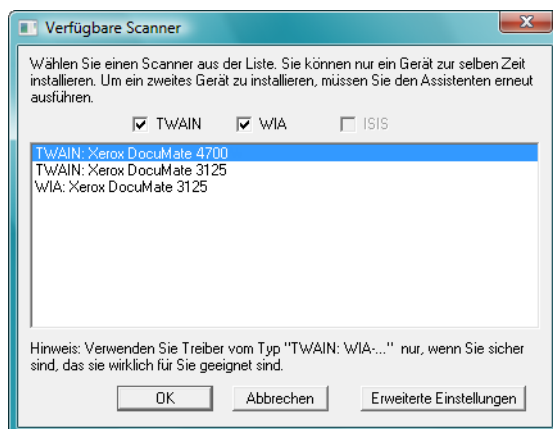 Verfügbare Scanner
Wählen Sie einen Scanner aus der Liste. Sie können nur ein Gerät zur selben Zeit
installieren. Um ein zweites Gerät zu installieren, müssen Sie den Assistenten erneut
ausführen.
TWAIN WIA ISIS
TWAIN: Xerox DocuMate 4700
TWAIN: Xerox DocuMate 3125
WIA: Xerox DocuMate 3125
Hinweis: Verwenden Sie Treiber vom Typ "TWAIN: WIA-..." nur, wenn Sie sicher
sind, das sie wirklich für Sie geeignet sind.
OK Abbrechen Erweiterte Einstellungen